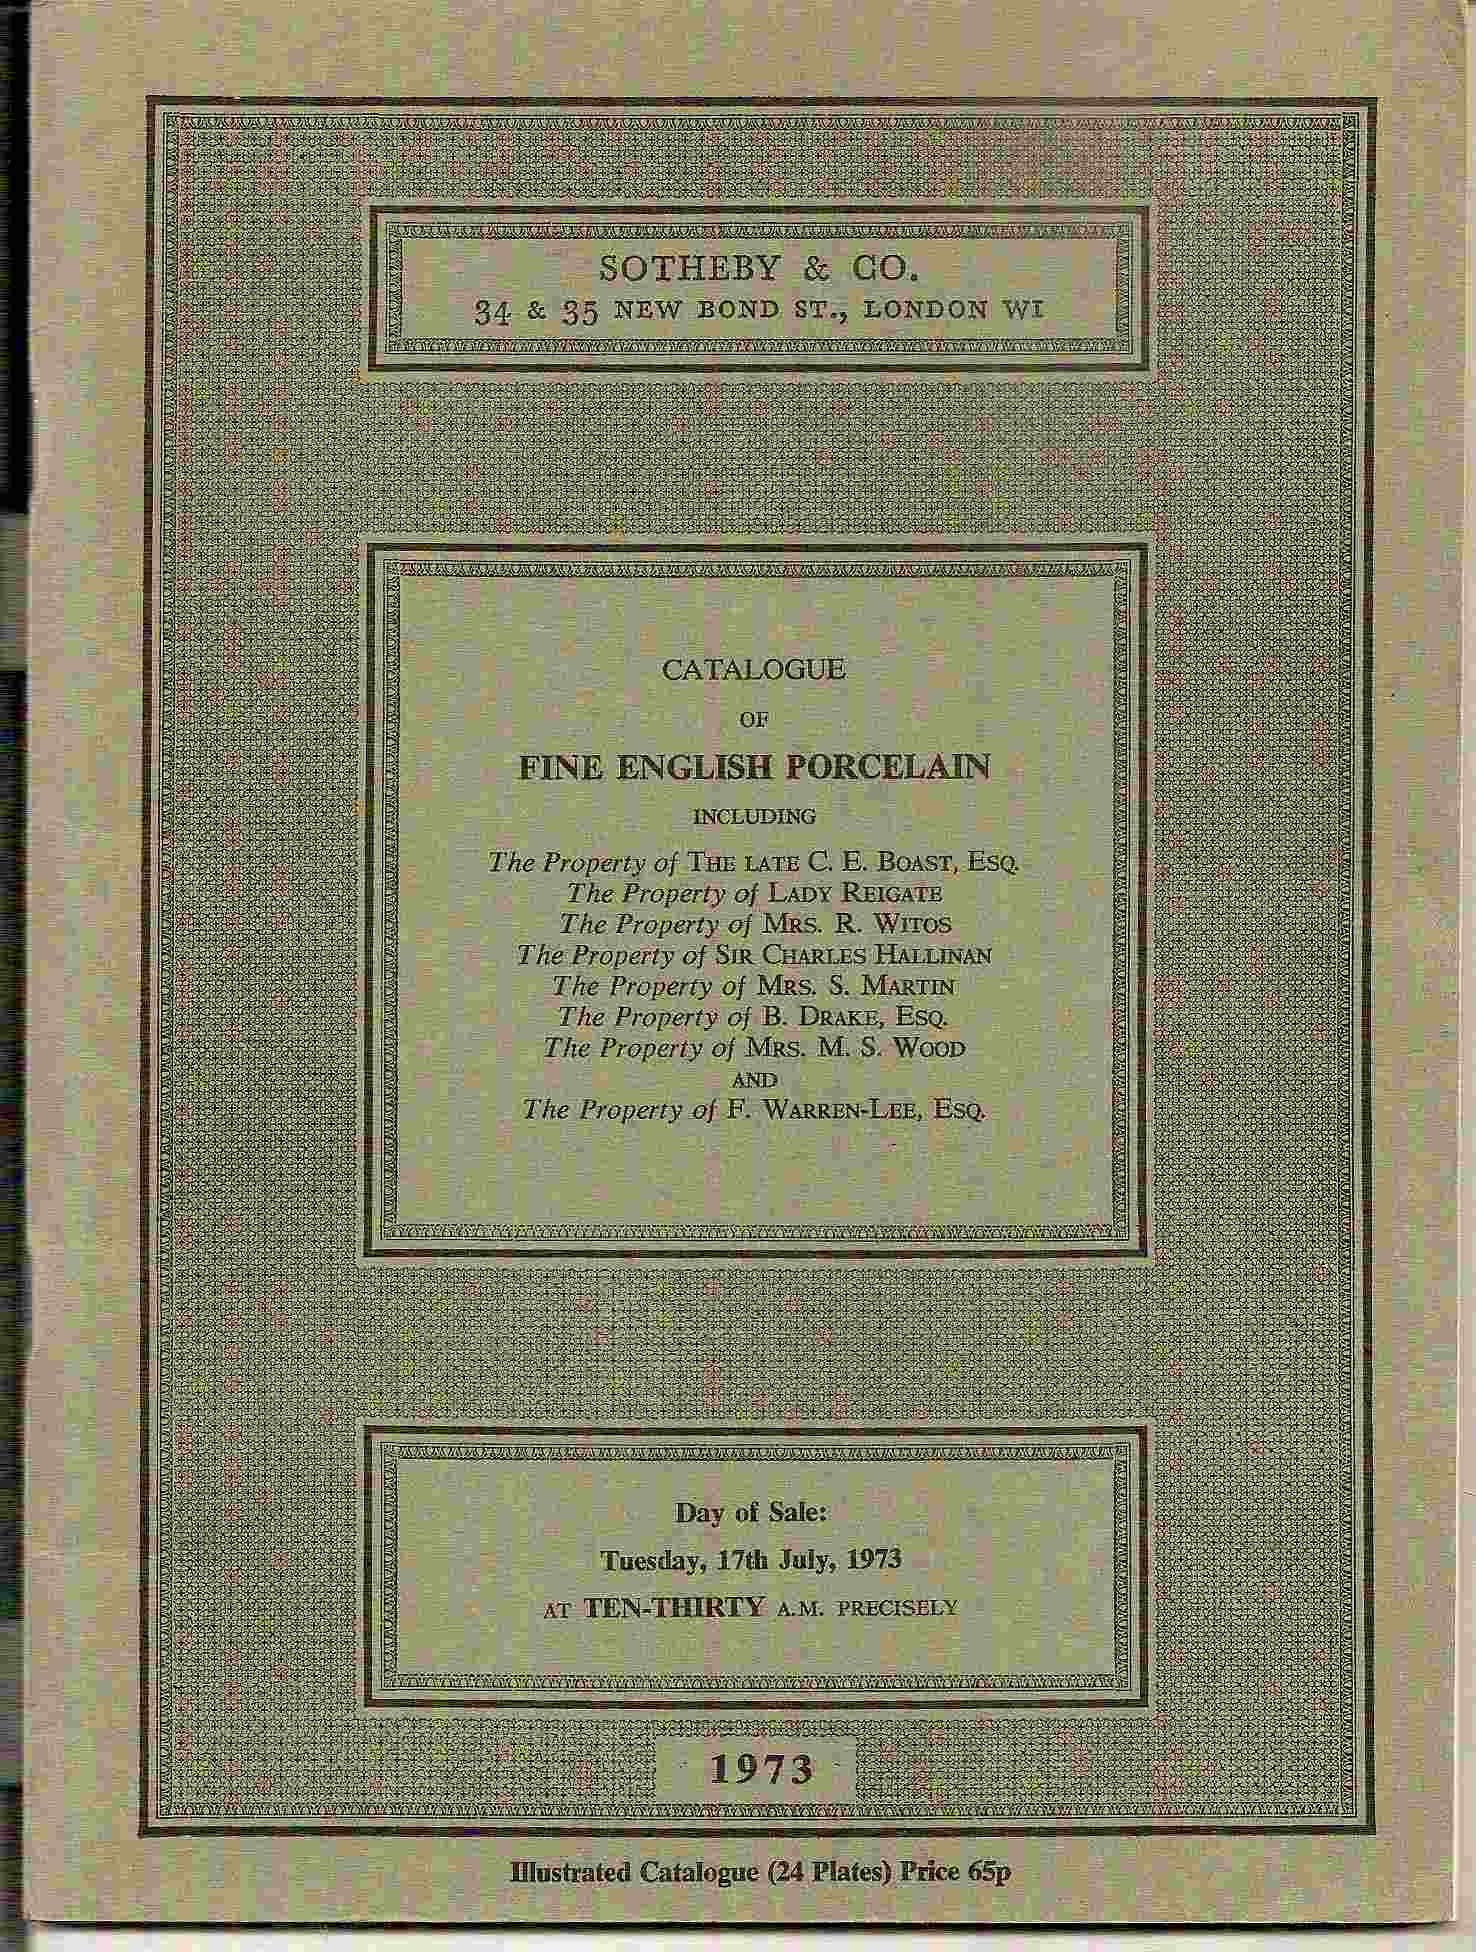 SOTHEBY & CO.
34 & 35 NEW BOND ST., LONDON W1
CATALOGUE
OF
FINE ENGLISH PORCELAIN
INCLUDING
The Property of THE LATE C. E. BOAST, ESQ.
The Property of LADY REIGATE
The Property of MRS. R. WITOS
The Property of SIR CHARLES HALLINAN
The Property of MRS. S. MARTIN
The Property of B. DRAKE, ESQ.
The Property of MRS. M. S. WOOD
AND
The Property of F. WARREN-LEE, ESQ.
Day of Sale:
Tuesday, 17th July, 1973
AT TEN-THIRTY A.M. PRECISELY
1973
Illustrated Catalogue (24 Plates) Price 65p